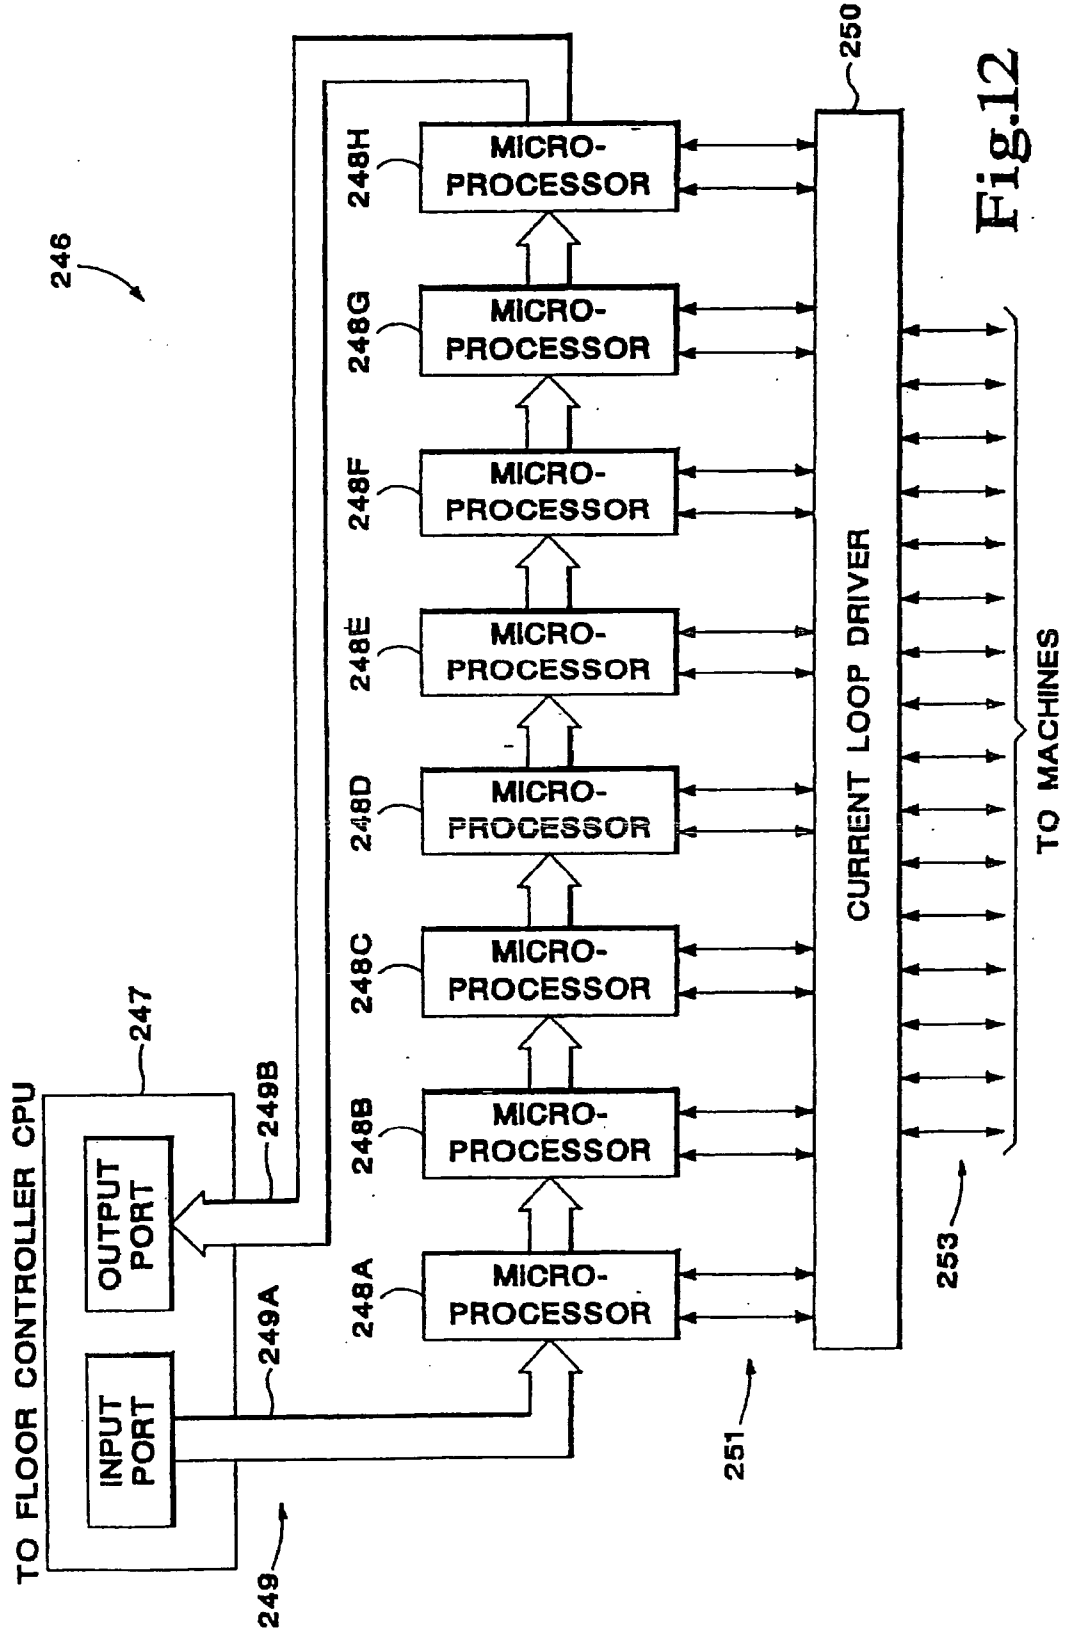 TO FLOOR CONTROLLER CPU
247
INPUT
PORT
OUTPUT
PORT
246
249
249A
249B
248A
248B
248C
248D
248E
248F
248G
248H
MICRO-
PROCESSOR
MICRO-
PROCESSOR
MICRO-
PROCESSOR
MICRO-
PROCESSOR
MICRO-
PROCESSOR
MICRO-
PROCESSOR
MICRO-
PROCESSOR
MICRO-
PROCESSOR
251
CURRENT LOOP DRIVER
250
253
TO MACHINES
Fig.12